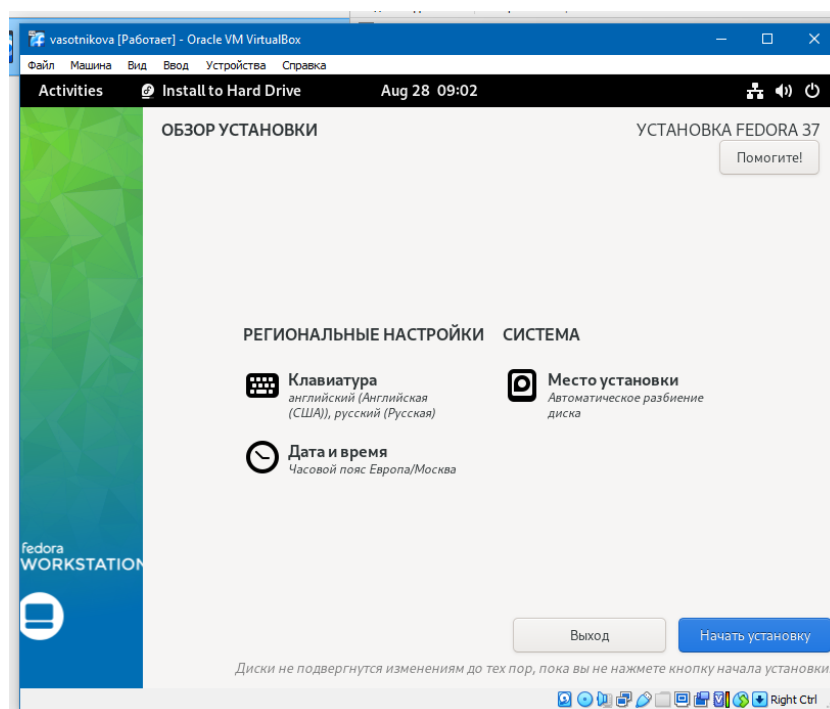 vasotnikova [Работает] - Oracle VM VirtualBox
Файл Машина Вид Ввод Устройства Справка
Activities Install to Hard Drive Aug 28 09:02
ОБЗОР УСТАНОВКИ УСТАНОВКА FEDORA 37
Помогите!
РЕГИОНАЛЬНЫЕ НАСТРОЙКИ СИСТЕМА
Клавиатура
английский (Английская
(США)), русский (Русская)
Место установки
Автоматическое разбиение
диска
Дата и время
Часовой пояс Европа/Москва
fedora
WORKSTATION
Выход Начать установку
Диски не подвергнутся изменениям до тех пор, пока вы не нажмете кнопку начала установки
Right Ctrl